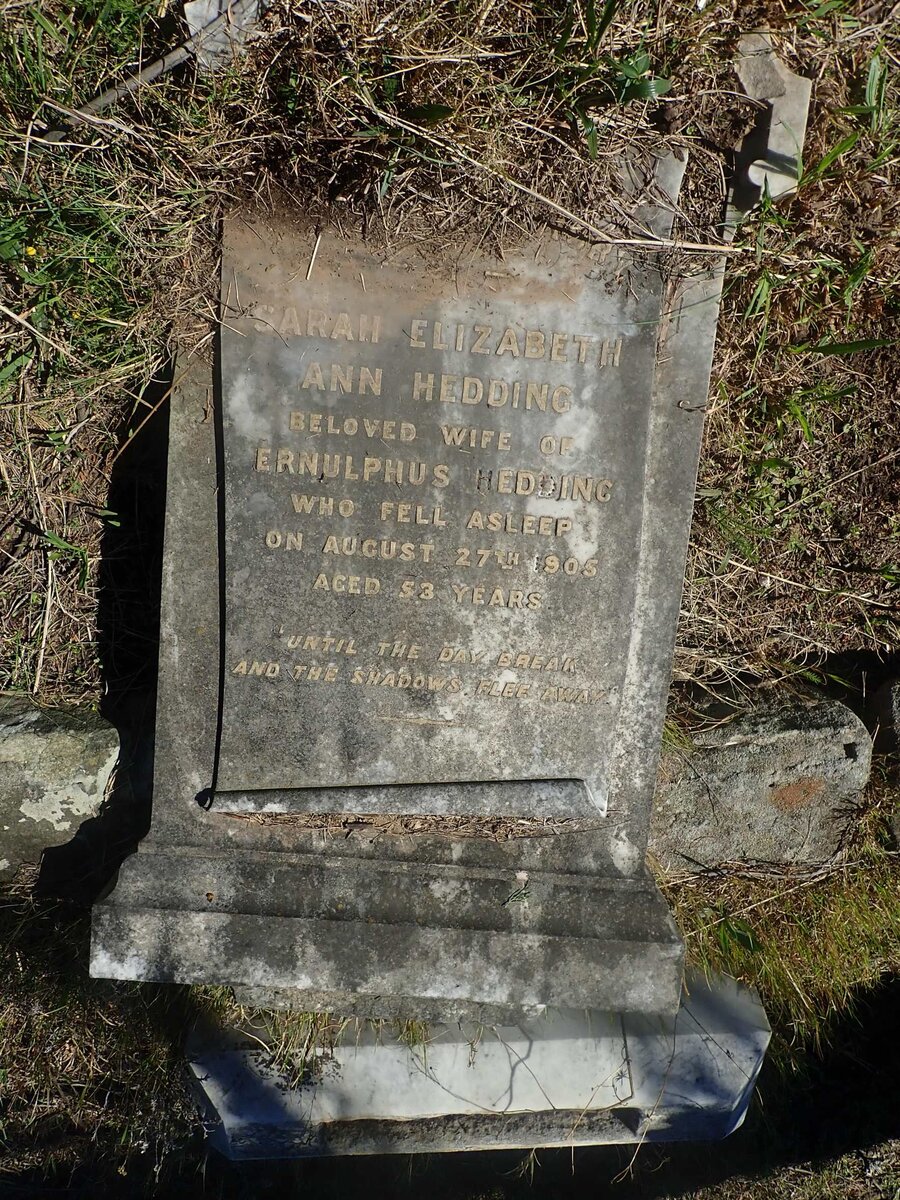 SARAH ELIZABETH
ANN HEDDING
BELOVED WIFE OF
ERNULPHUS HEDDING
WHO FELL ASLEEP
ON AUGUST 27TH 1905
AGED 53 YEARS
"UNTIL THE DAY BREAK
AND THE SHADOWS FLEE AWAY"